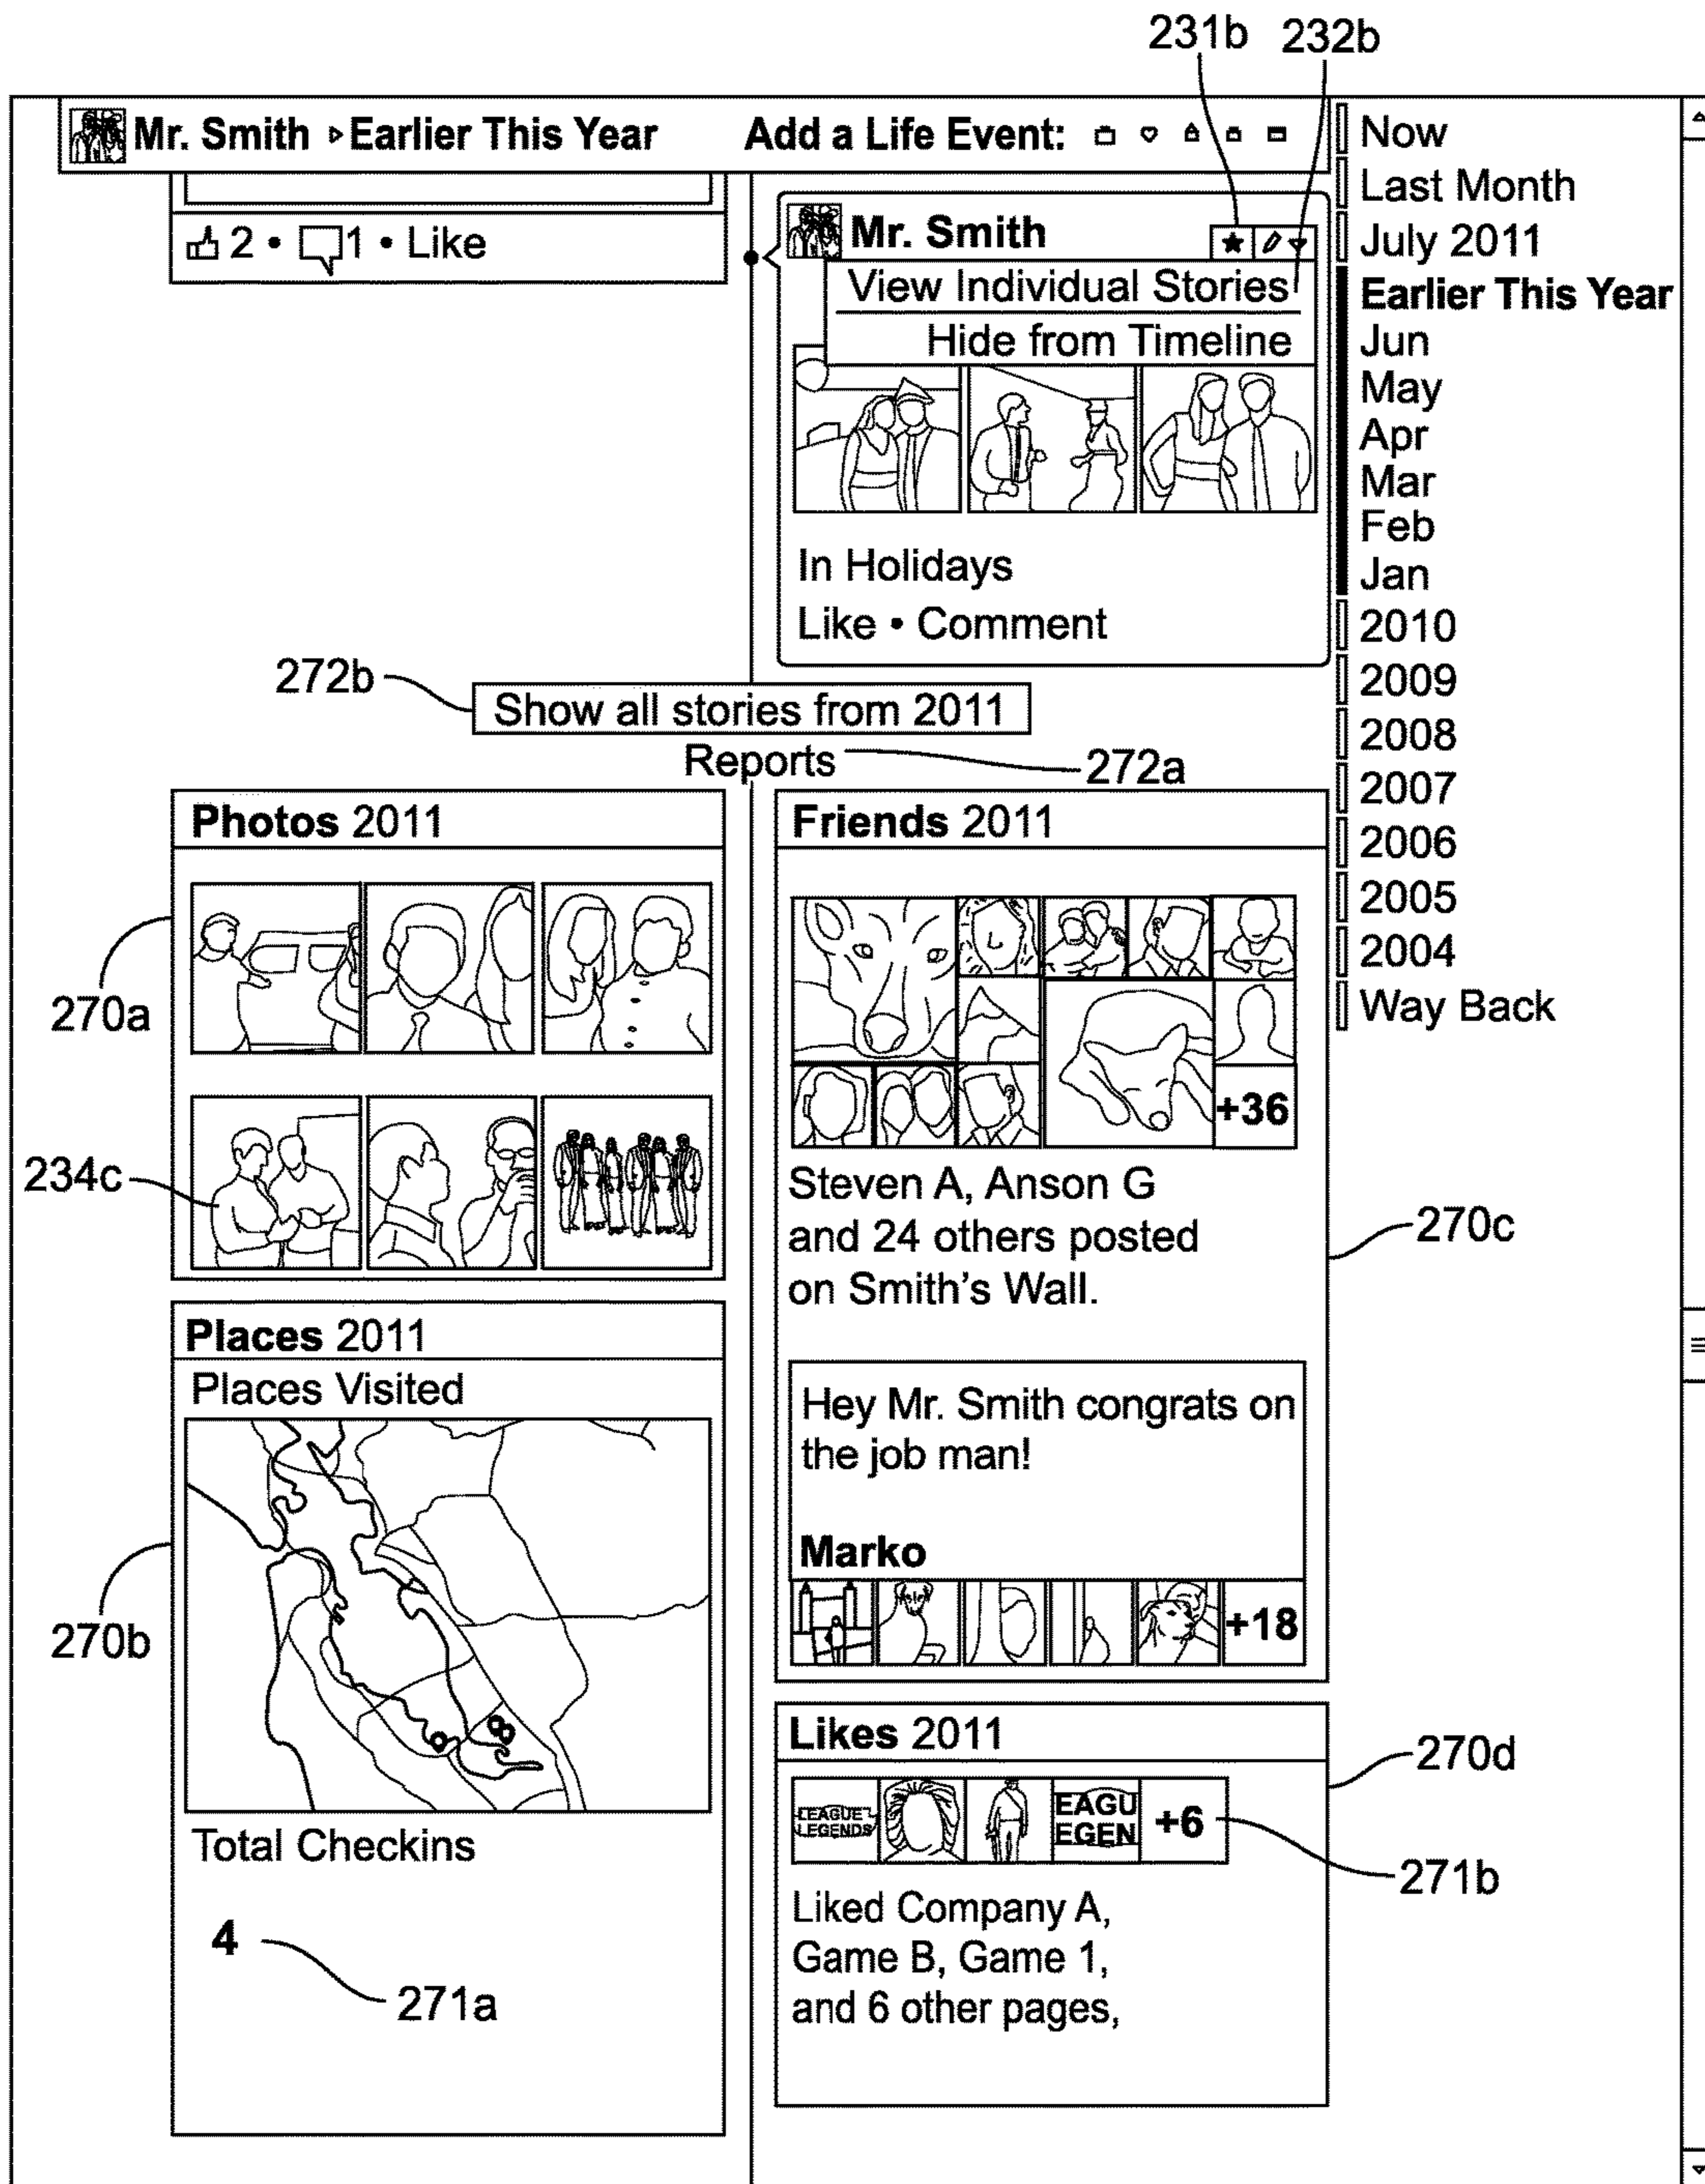 231b 232b
Mr. Smith ▹ Earlier This Year Add a Life Event:
2 • 1 • Like
Mr. Smith
View Individual Stories
Hide from Timeline
In Holidays
Like • Comment
Now
Last Month
July 2011
Earlier This Year
Jun
May
Apr
Mar
Feb
Jan
2010
2009
2008
2007
2006
2005
2004
Way Back
272b
Show all stories from 2011
Reports
272a
Photos 2011
270a
234c
Friends 2011
+36
Steven A, Anson G
and 24 others posted
on Smith's Wall.
270c
Hey Mr. Smith congrats on
the job man!
Marko
+18
Places 2011
Places Visited
270b
Total Checkins
4
271a
Likes 2011
270d
LEAGUE
LEGENDS
EAGU
EGEN
+6
271b
Liked Company A,
Game B, Game 1,
and 6 other pages,